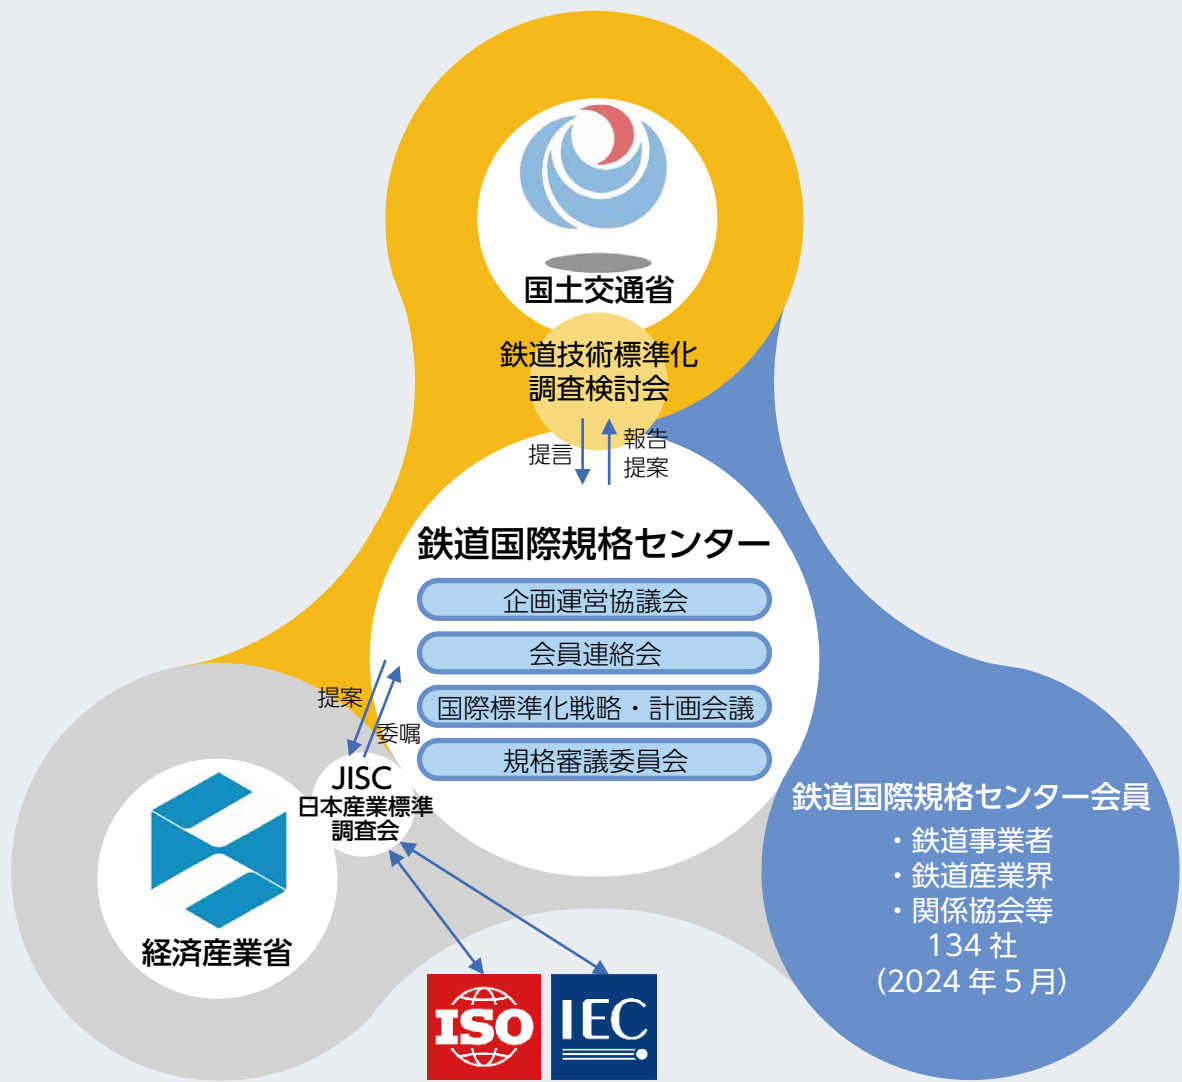 国土交通省
鉄道技術標準化
調査検討会
提言
報告
提案
鉄道国際規格センター
企画運営協議会
会員連絡会
国際標準化戦略・計画会議
規格審議委員会
提案
委嘱
JISC
日本産業標準
調査会
経済産業省
鉄道国際規格センター会員
・鉄道事業者
・鉄道産業界
・関係協会等
134 社
（2024 年 5 月）
ISO
IEC